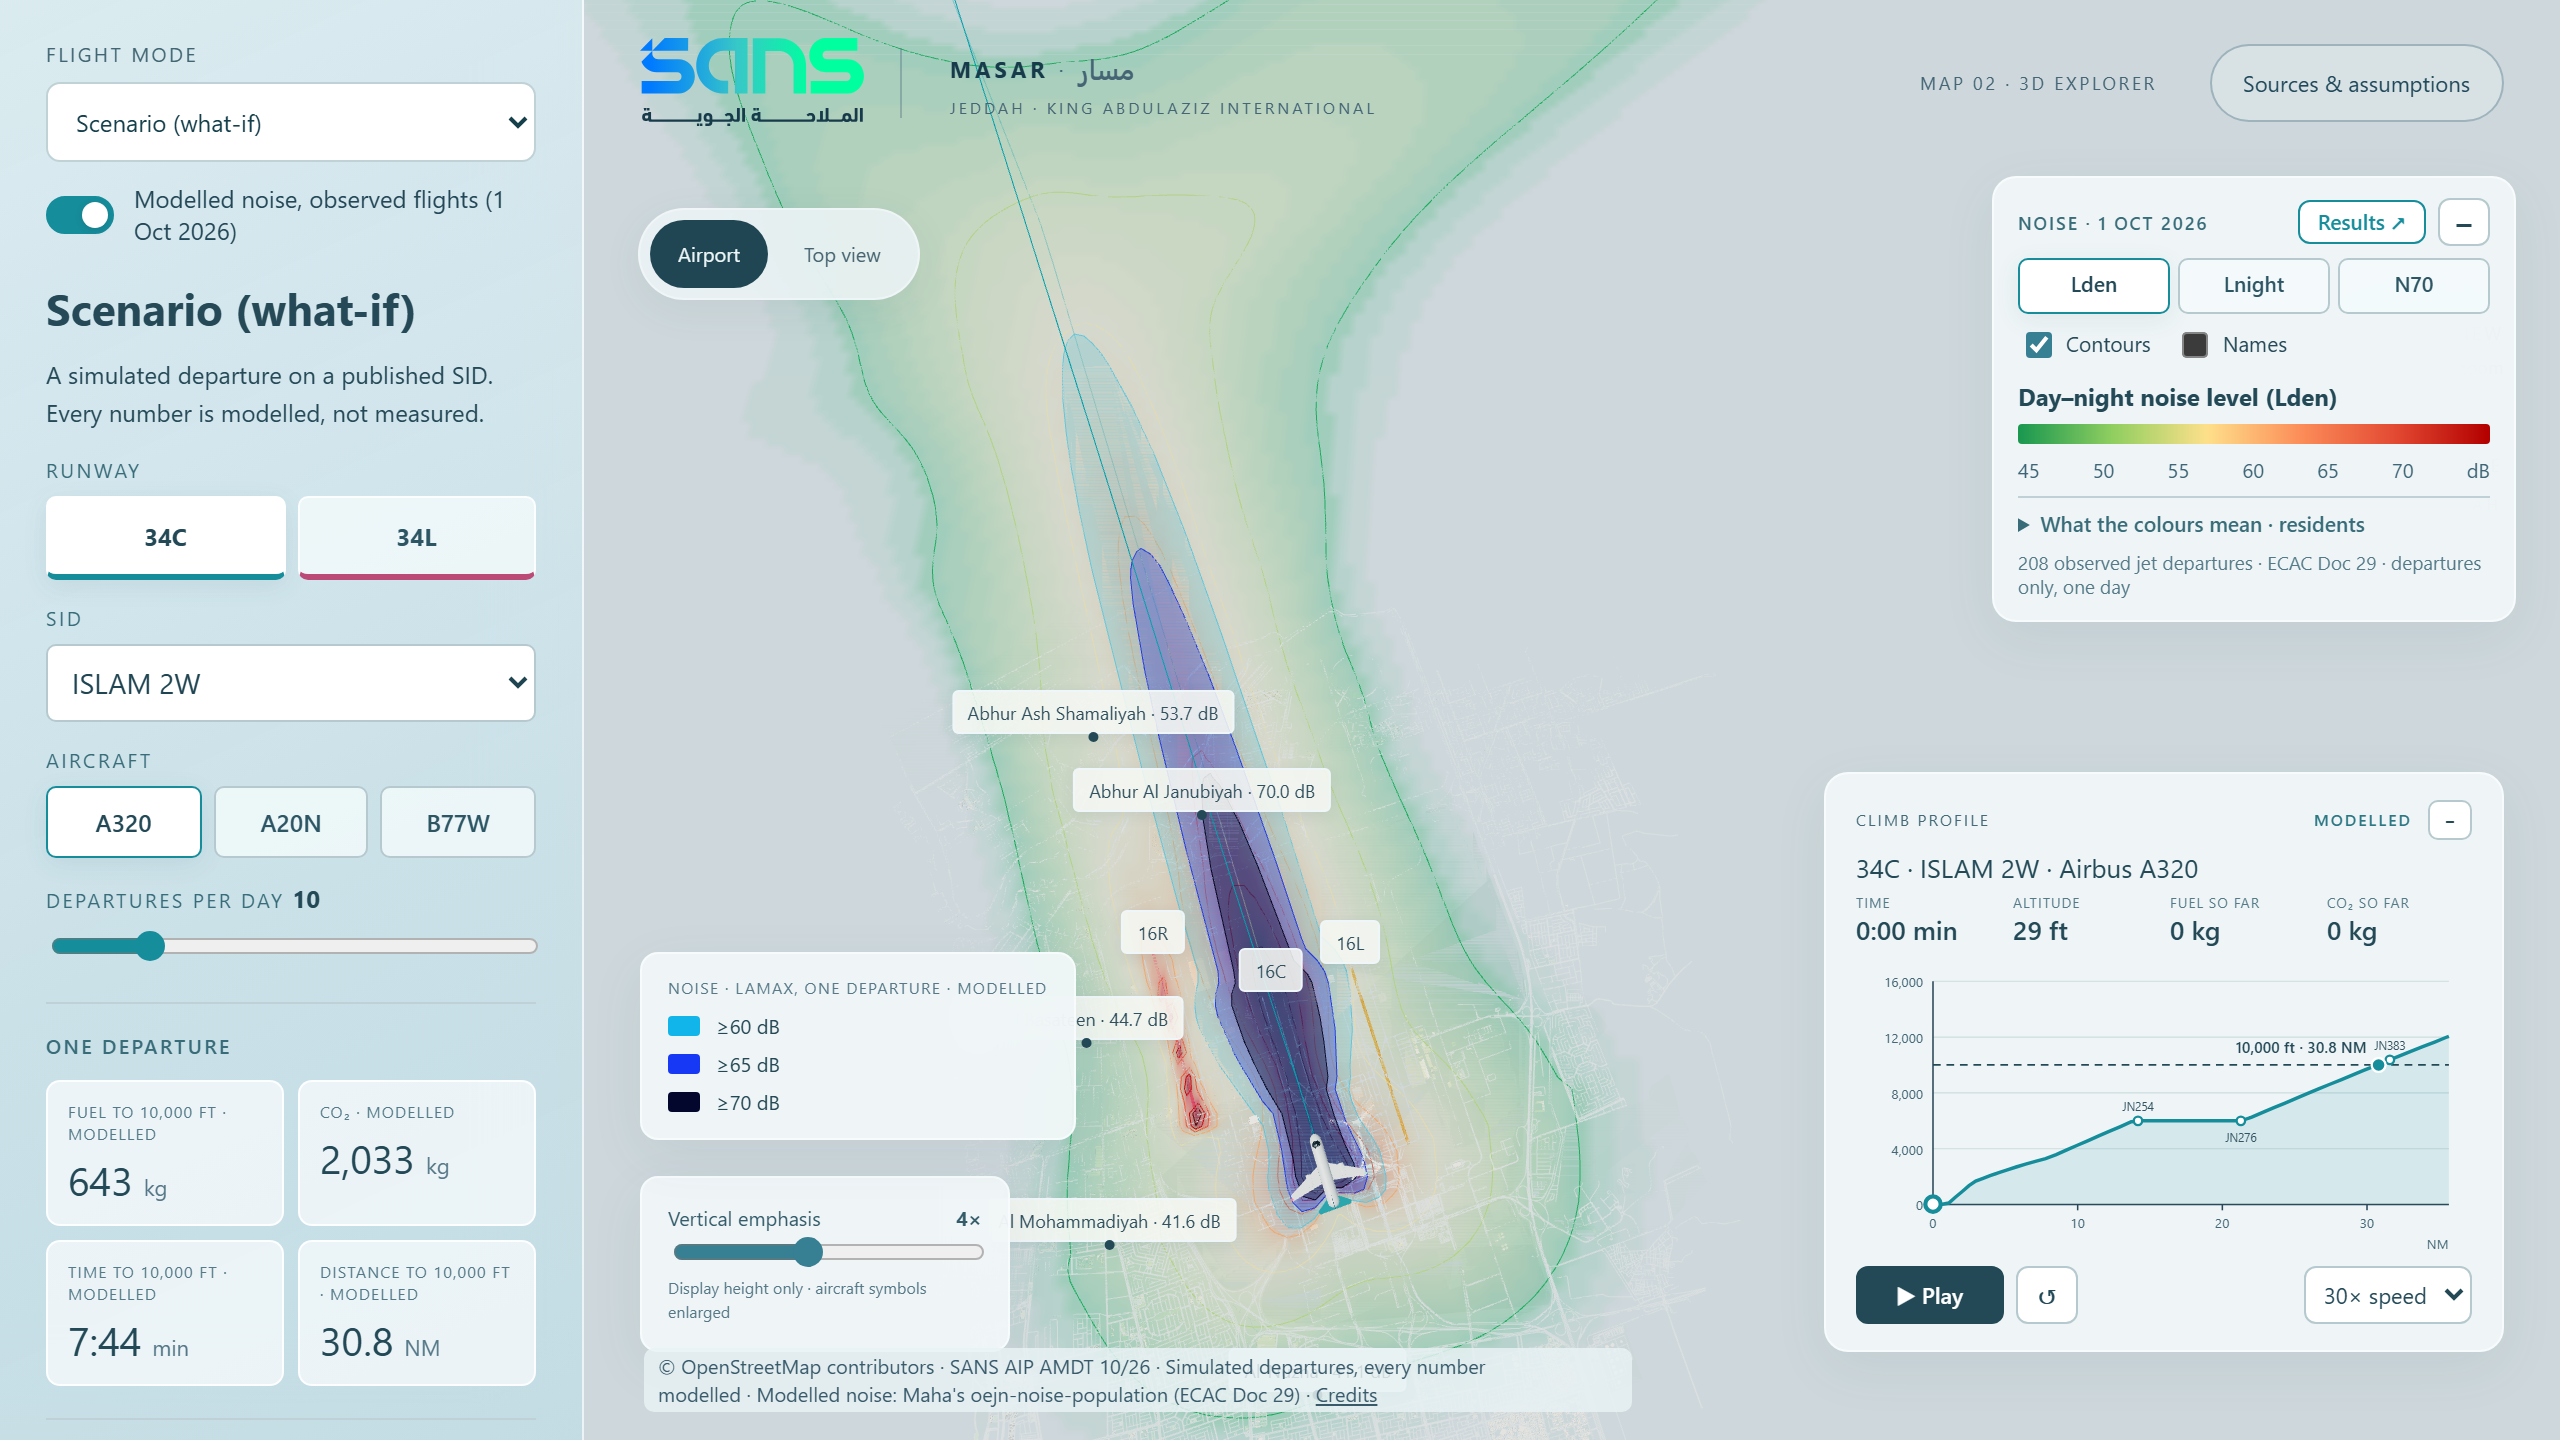 FLIGHT MODE
Scenario (what-if)
Modelled noise, observed flights (1
Oct 2026)
Scenario (what-if)
A simulated departure on a published SID.
Every number is modelled, not measured.
RUNWAY
34C
34L
SID
ISLAM 2W
AIRCRAFT
A320
A20N
B77W
DEPARTURES PER DAY 10
ONE DEPARTURE
FUEL TO 10,000 FT ·
MODELLED
643 kg
CO₂ · MODELLED
2,033 kg
TIME TO 10,000 FT ·
MODELLED
7:44 min
DISTANCE TO 10,000 FT
· MODELLED
30.8 NM
sans
الملاحة الجوية
MASAR · مسار
JEDDAH · KING ABDULAZIZ INTERNATIONAL
MAP 02 · 3D EXPLORER
Sources & assumptions
Airport
Top view
NOISE · 1 OCT 2026
Results ↗
–
Lden
Lnight
N70
Contours
Names
Day–night noise level (Lden)
45 50 55 60 65 70 dB
▶ What the colours mean · residents
208 observed jet departures · ECAC Doc 29 · departures
only, one day
Abhur Ash Shamaliyah · 53.7 dB
Abhur Al Janubiyah · 70.0 dB
16R
16L
16C
· 44.7 dB
Mohammadiyah · 41.6 dB
NOISE · LAMAX, ONE DEPARTURE · MODELLED
≥60 dB
≥65 dB
≥70 dB
Vertical emphasis 4×
Display height only · aircraft symbols
enlarged
© OpenStreetMap contributors · SANS AIP AMDT 10/26 · Simulated departures, every number
modelled · Modelled noise: Maha's oejn-noise-population (ECAC Doc 29) · Credits
CLIMB PROFILE
MODELLED
–
34C · ISLAM 2W · Airbus A320
TIME
0:00 min
ALTITUDE
29 ft
FUEL SO FAR
0 kg
CO₂ SO FAR
0 kg
16,000
12,000
8,000
4,000
0
10,000 ft · 30.8 NM
JN383
JN254
JN276
0 10 20 30
NM
▶ Play
↺
30× speed